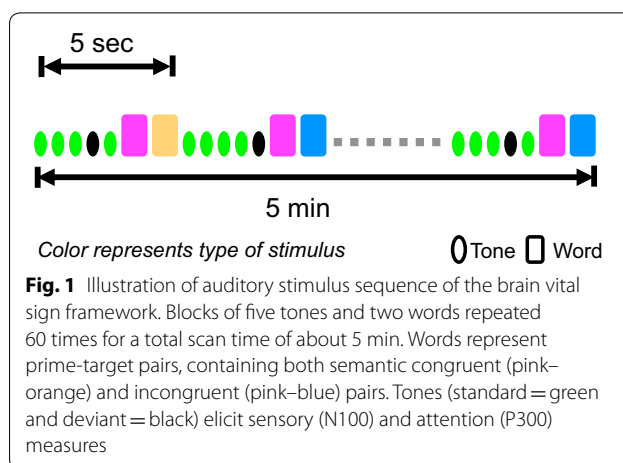 5 sec
5 min
Color represents type of stimulus
Tone
Word
Fig. 1 Illustration of auditory stimulus sequence of the brain vital
sign framework. Blocks of five tones and two words repeated
60 times for a total scan time of about 5 min. Words represent
prime-target pairs, containing both semantic congruent (pink–
orange) and incongruent (pink–blue) pairs. Tones (standard = green
and deviant = black) elicit sensory (N100) and attention (P300)
measures